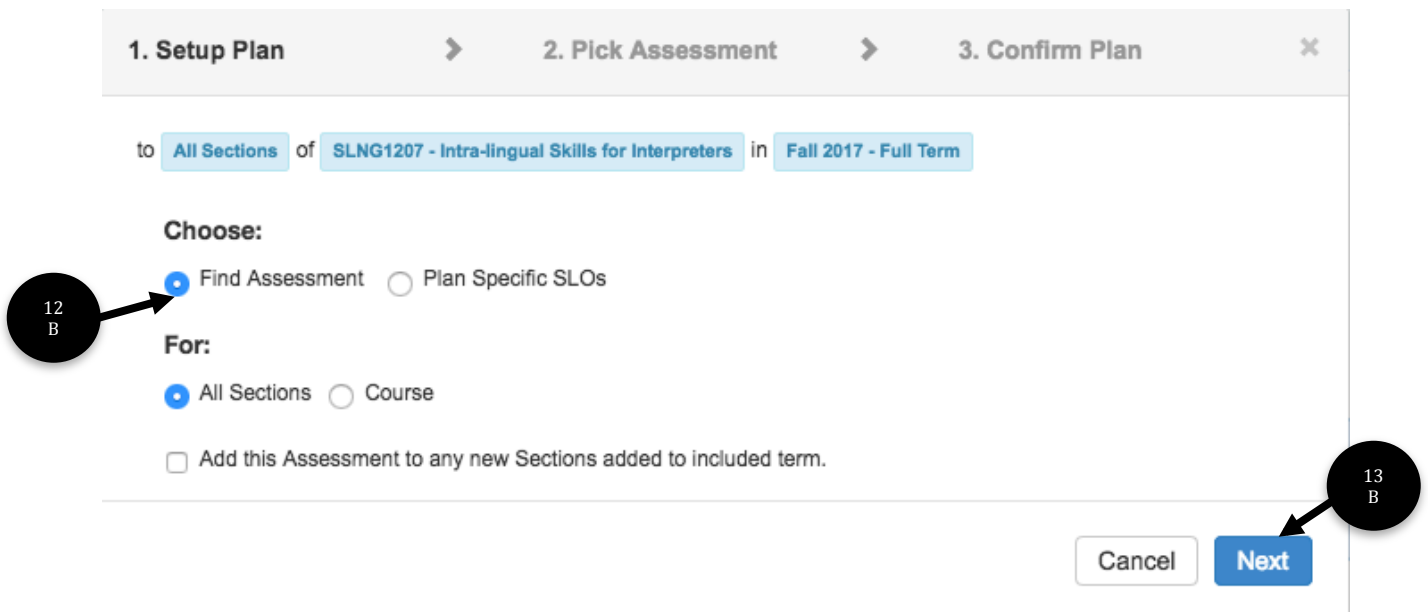 1. Setup Plan 2. Pick Assessment 3. Confirm Plan ×
to All Sections of SLNG1207 - Intra-lingual Skills for Interpreters in Fall 2017 - Full Term
Choose:
Find Assessment Plan Specific SLOs
12
B
For:
All Sections Course
Add this Assessment to any new Sections added to included term.
13
B
Cancel Next